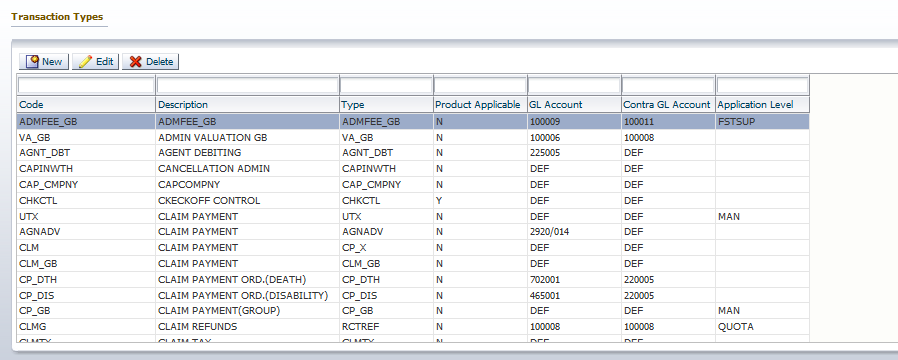 Transaction Types
New Edit Delete
Code Description Type Product Applicable GL Account Contra GL Account Application Level
ADMFEE_GB ADMFEE_GB ADMFEE_GB N 100009 100011 FSTSUP
VA_GB ADMIN VALUATION GB VA_GB N 100006 100008
AGNT_DBT AGENT DEBITING AGNT_DBT N 225005 DEF
CAPINWTH CANCELLATION ADMIN CAPINWTH N DEF DEF
CAP_CMPNY CAPCOMPNY CAP_CMPNY N DEF DEF
CHKCTL CKECKOFF CONTROL CHKCTL Y DEF DEF
UTX CLAIM PAYMENT UTX N DEF DEF MAN
AGNADV CLAIM PAYMENT AGNADV N 2920/014 DEF
CLM CLAIM PAYMENT CP_X N DEF DEF
CLM_GB CLAIM PAYMENT CLM_GB N DEF DEF
CP_DTH CLAIM PAYMENT ORD.(DEATH) CP_DTH N 702001 220005
CP_DIS CLAIM PAYMENT ORD.(DISABILITY) CP_DIS N 465001 220005
CP_GB CLAIM PAYMENT(GROUP) CP_GB N DEF DEF MAN
CLMG CLAIM REFUNDS RCTREF N 100008 100008 QUOTA
CLMTX CLAIM TAX CLMTX N DEF DEF